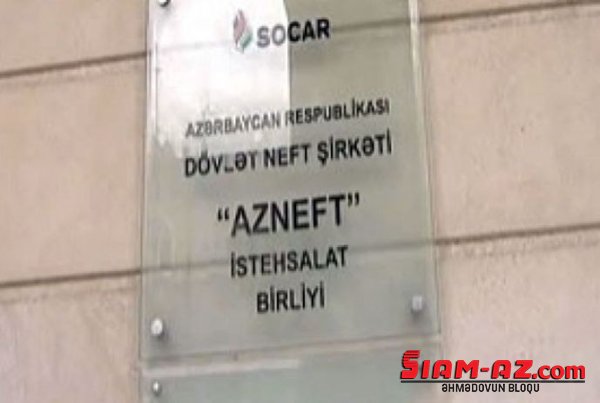 SOCAR
AZƏRBAYCAN RESPUBLİKASI
DÖVLƏT NEFT ŞİRKƏTİ
“AZNEFT”
İSTEHSALAT
BİRLİYİ
SIAM-AZ.com
ƏHMƏDOVUN BLOQU